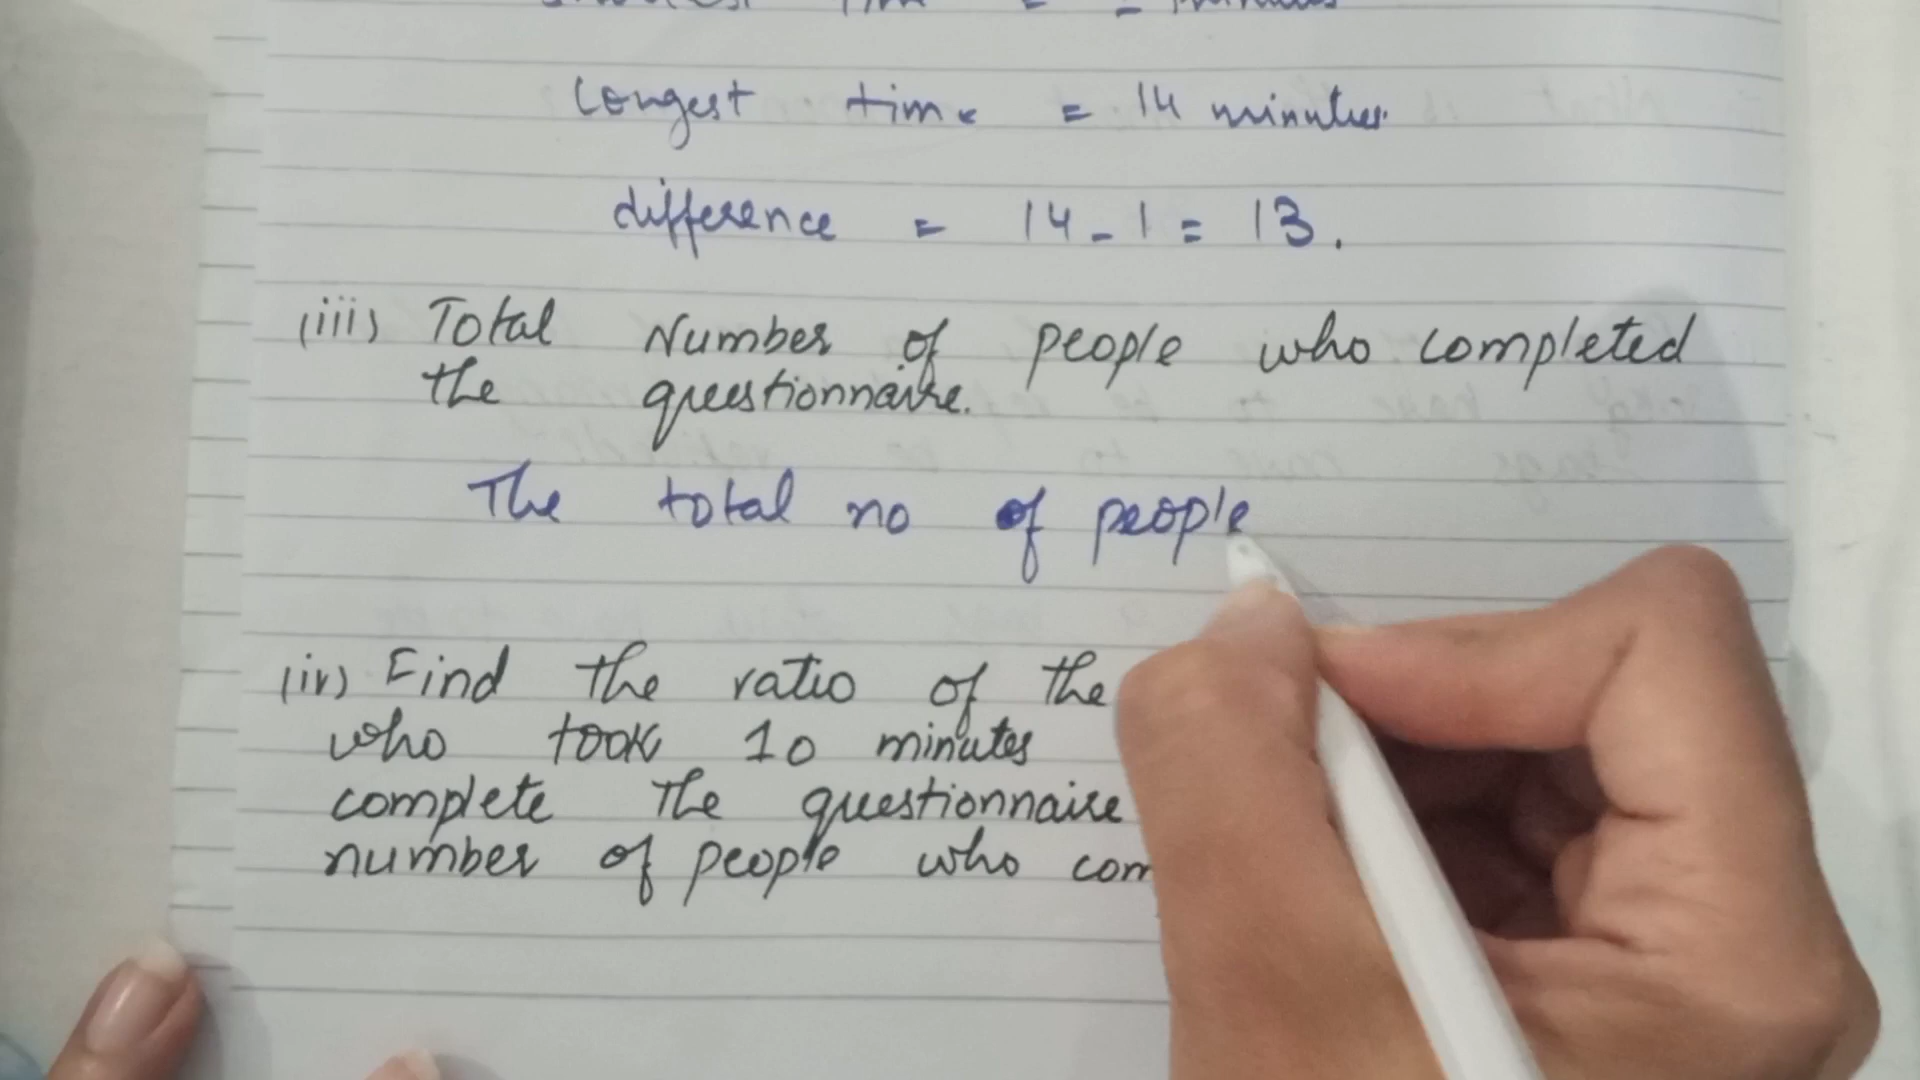 Longest time = 14 minutes.
difference = 14 - 1 = 13.
(iii) Total Number of people who completed
the questionnaire.
The total no of people
(iv) Find the ratio of the
who took 10 minutes
complete the questionnaire
number of people who com